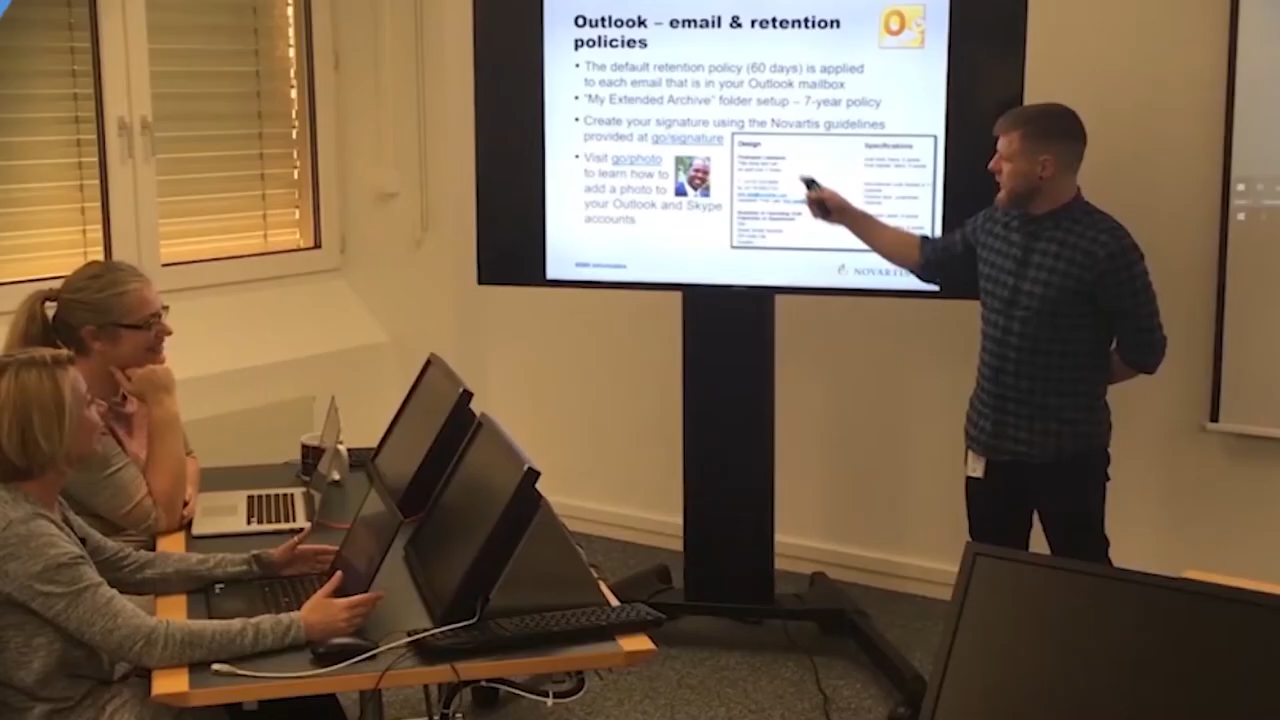 Outlook – email & retention
policies
• The default retention policy (60 days) is applied
to each email that is in your Outlook mailbox
• "My Extended Archive" folder setup – 7-year policy
• Create your signature using the Novartis guidelines
provided at go/signature
• Visit go/photo
to learn how to
add a photo to
your Outlook and Skype
accounts
Design
Specifications
NOVARTIS